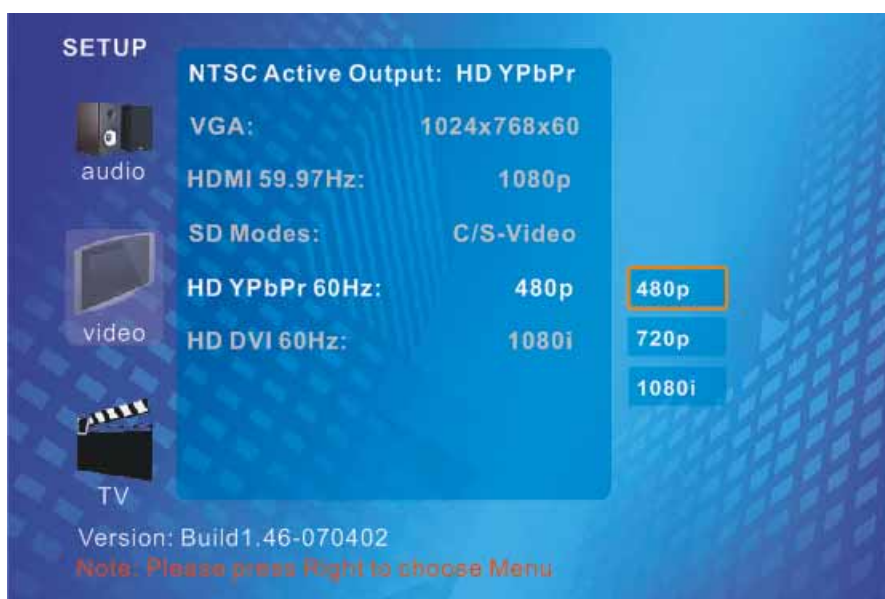 SETUP
NTSC Active Output: HD YPbPr
VGA: 1024x768x60
audio
HDMI 59.97Hz: 1080p
SD Modes: C/S-Video
HD YPbPr 60Hz: 480p
480p
video
HD DVI 60Hz: 1080i
720p
1080i
TV
Version: Build1.46-070402
Note: Please press Right to choose Menu